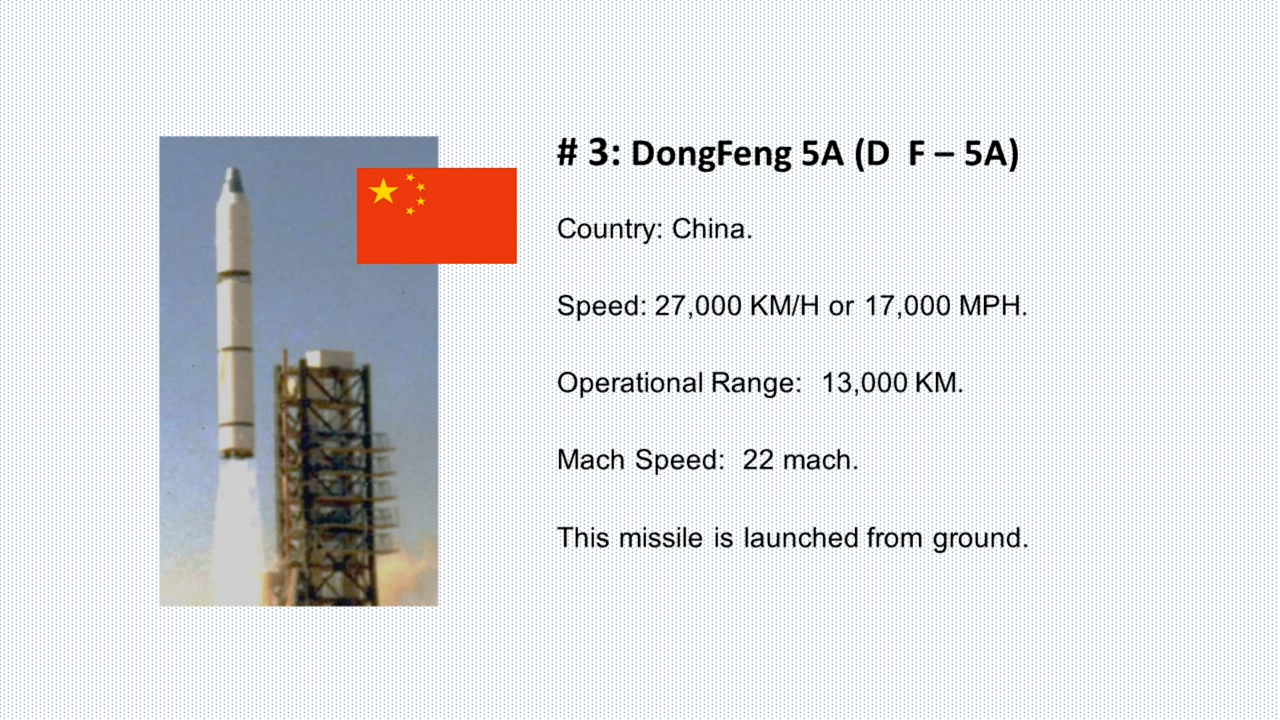 # 3: DongFeng 5A (D F – 5A)
Country: China.
Speed: 27,000 KM/H or 17,000 MPH.
Operational Range: 13,000 KM.
Mach Speed: 22 mach.
This missile is launched from ground.